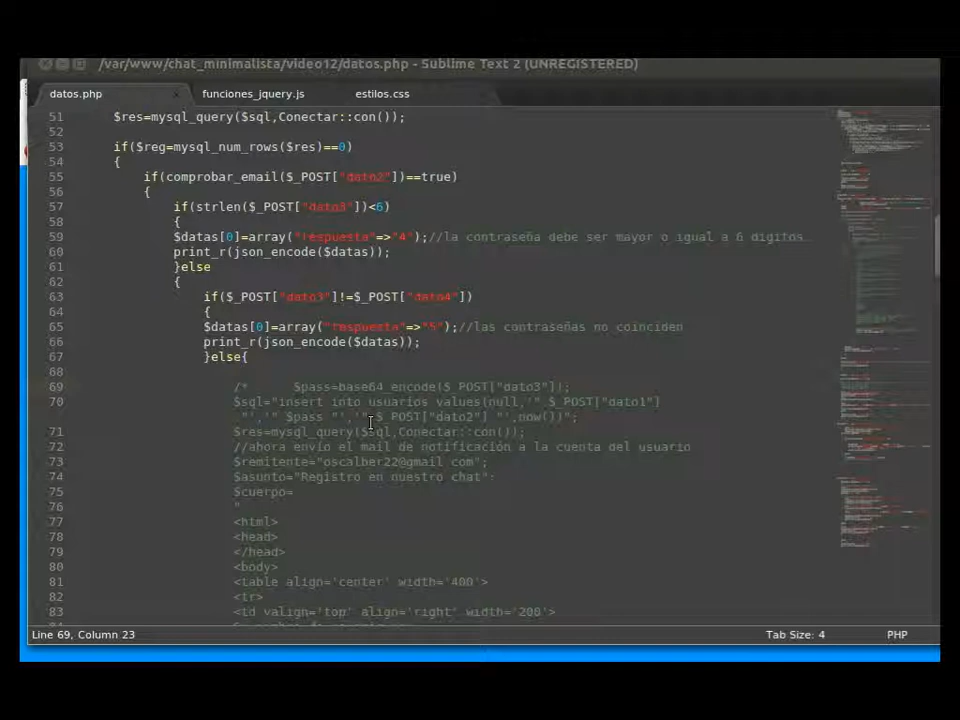 /var/www/chat_minimalista/video12/datos.php - Sublime Text 2 (UNREGISTERED)
datos.php funciones_jquery.js estilos.css
51 $res=mysql_query($sql,Conectar::con());
52
53 if($reg=mysql_num_rows($res)==0)
54 {
55 if(comprobar_email($_POST["dato2"])==true)
56 {
57 if(strlen($_POST["dato3"])<6)
58 {
59 $datas[0]=array("respuesta"=>"4");//la contraseña debe ser mayor o igual a 6 digitos
60 print_r(json_encode($datas));
61 }else
62 {
63 if($_POST["dato3"]!=$_POST["dato4"])
64 {
65 $datas[0]=array("respuesta"=>"5");//las contraseñas no coinciden
66 print_r(json_encode($datas));
67 }else{
68
69 /* $pass=base64_encode($_POST["dato3"]);
70 $sql="insert into usuarios values(null,'".$_POST["dato1"]
."','".$pass."','".$_POST["dato2"]."',now())";
71 $res=mysql_query($sql,Conectar::con());
72 //ahora envío el mail de notificación a la cuenta del usuario
73 $remitente="oscalber22@gmail.com";
74 $asunto="Registro en nuestro chat";
75 $cuerpo=
76 "
77 <html>
78 <head>
79 </head>
80 <body>
81 <table align='center' width='400'>
82 <tr>
83 <td valign='top' align='right' width='200'>
Line 69, Column 23 Tab Size: 4 PHP